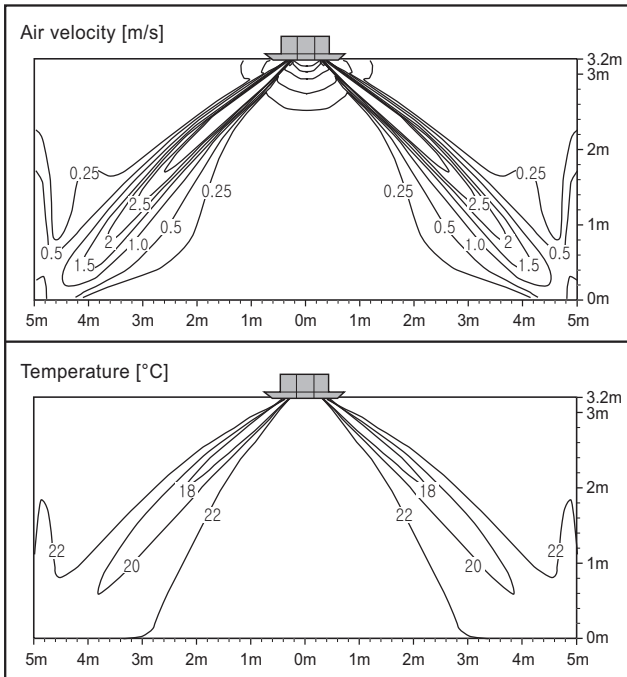 Air velocity [m/s]
3.2m
3m
2m
0.25 0.25
0.25 0.25
2.5 2.5
1m
0.5 0.5 0.5 0.5
2 1.0 1.0 2
1.5 1.5
0m
5m 4m 3m 2m 1m 0m 1m 2m 3m 4m 5m
Temperature [°C]
3.2m
3m
2m
18 18
22 22
22 22
1m
20 20
0m
5m 4m 3m 2m 1m 0m 1m 2m 3m 4m 5m